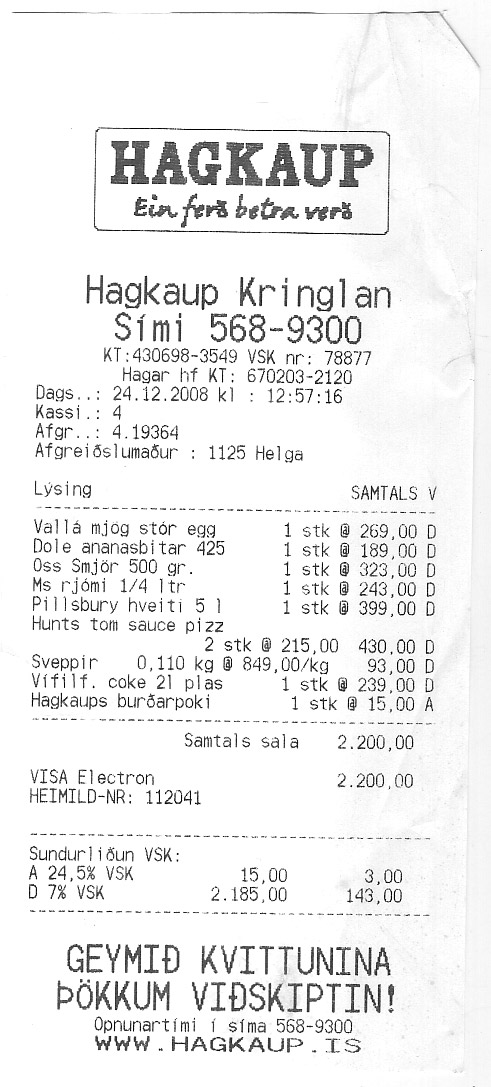 HAGKAUP
Ein ferð betra verð
Hagkaup Kringlan
Sími 568-9300
KT:430698-3549 VSK nr: 78877
Hagar hf KT: 670203-2120
Dags..: 24.12.2008 kl : 12:57:16
Kassi.: 4
Afgr..: 4.19364
Afgreiðslumaður : 1125 Helga
Lýsing SAMTALS V
Vallá mjög stór egg 1 stk @ 269,00 D
Dole ananasbitar 425 1 stk @ 189,00 D
Oss Smjör 500 gr. 1 stk @ 323,00 D
Ms rjómi 1/4 ltr 1 stk @ 243,00 D
Pillsbury hveiti 5 l 1 stk @ 399,00 D
Hunts tom sauce pizz
2 stk @ 215,00 430,00 D
Sveppir 0,110 kg @ 849,00/kg 93,00 D
Vífilf. coke 2l plas 1 stk @ 239,00 D
Hagkaups burðarpoki 1 stk @ 15,00 A
Samtals sala 2.200,00
VISA Electron 2.200,00
HEIMILD-NR: 112041
Sundurliðun VSK:
A 24,5% VSK 15,00 3,00
D 7% VSK 2.185,00 143,00
GEYMIÐ KVITTUNINA
ÞÖKKUM VIÐSKIPTIN!
Opnunartími í síma 568-9300
WWW.HAGKAUP.IS